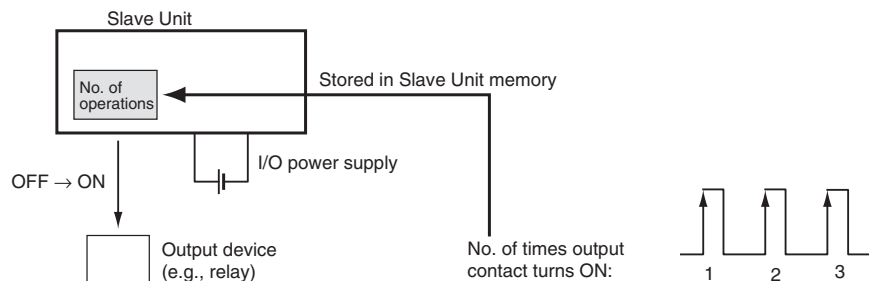 Slave Unit
No. of
operations
Stored in Slave Unit memory
I/O power supply
OFF → ON
Output device
(e.g., relay)
No. of times output
contact turns ON:
1 2 3